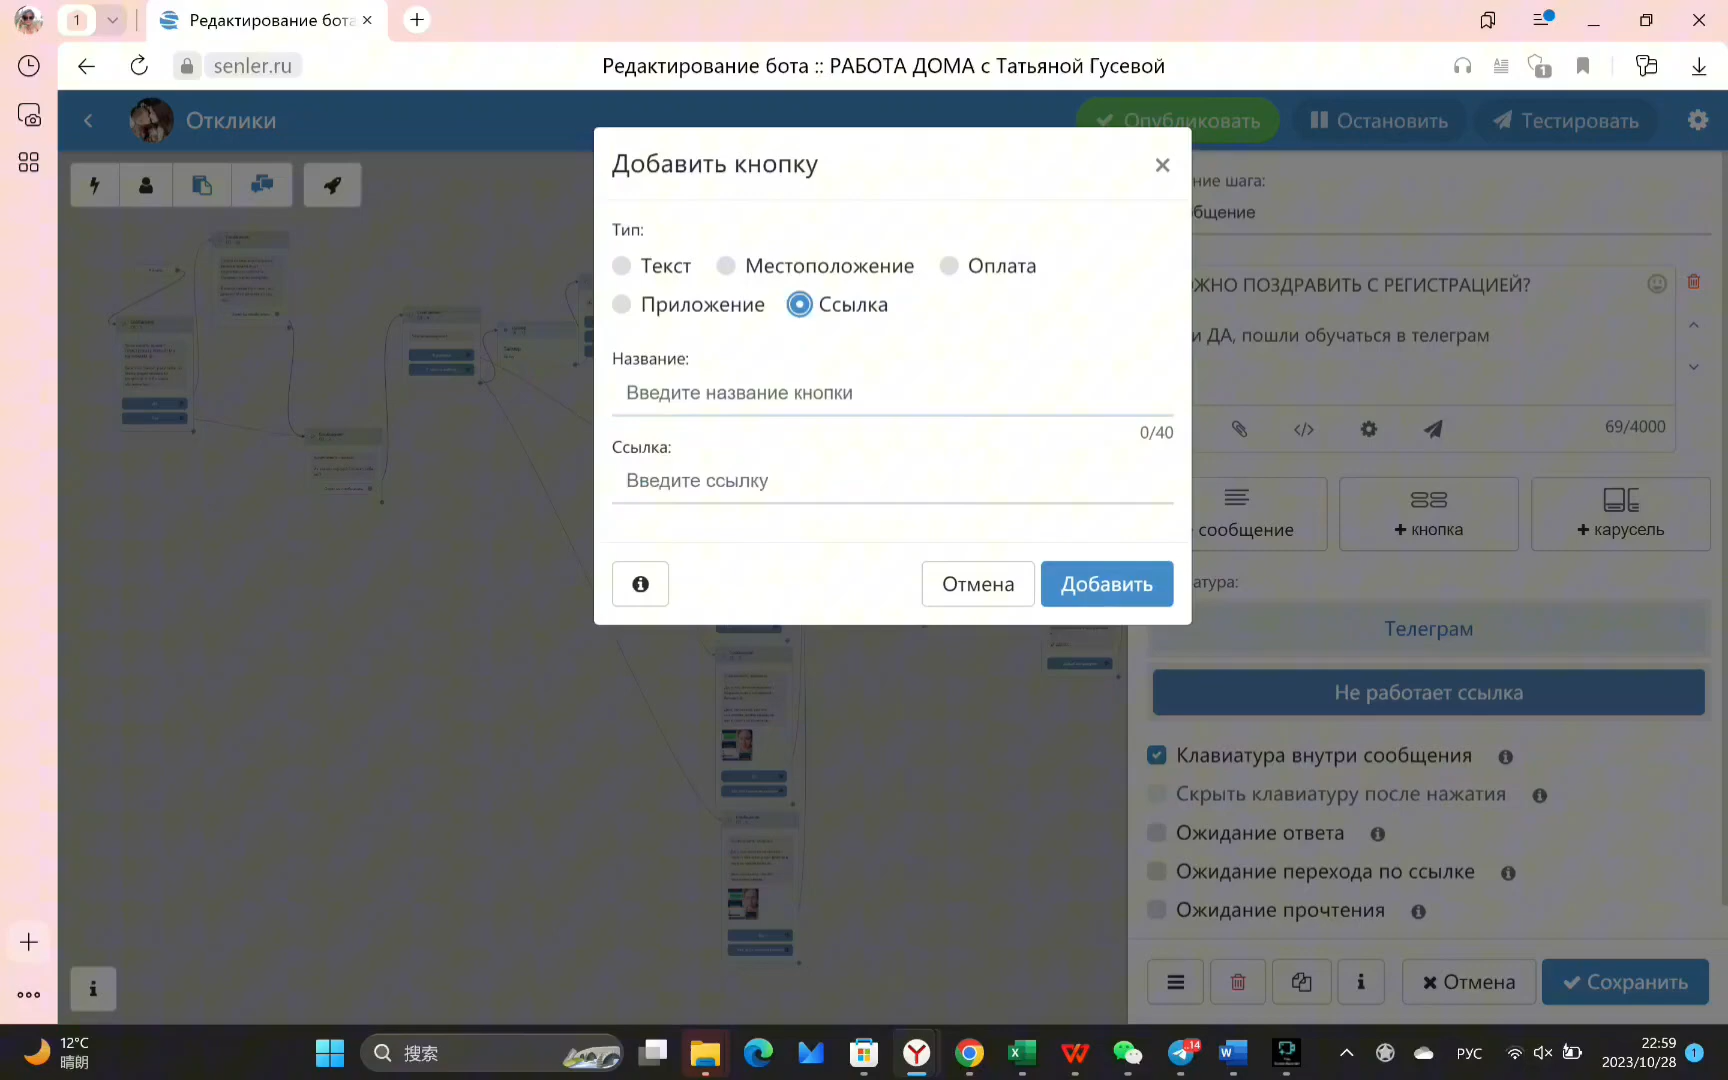 1
Редактирование бота
senler.ru
Редактирование бота :: РАБОТА ДОМА с Татьяной Гусевой
1
Отклики
Опубликовать
Остановить
Тестировать
Добавить кнопку
Тип:
Текст
Местоположение
Оплата
Приложение
Ссылка
Название:
Введите название кнопки
0/40
Ссылка:
Введите ссылку
Отмена
Добавить
ние шага:
бщение
ЖНО ПОЗДРАВИТЬ С РЕГИСТРАЦИЕЙ?
и ДА, пошли обучаться в телеграм
69/4000
сообщение
+ кнопка
+ карусель
атура:
Телеграм
Не работает ссылка
Клавиатура внутри сообщения
Скрыть клавиатуру после нажатия
Ожидание ответа
Ожидание перехода по ссылке
Ожидание прочтения
Отмена
Сохранить
12°C
晴朗
搜索
14
РУС
22:59
2023/10/28
1